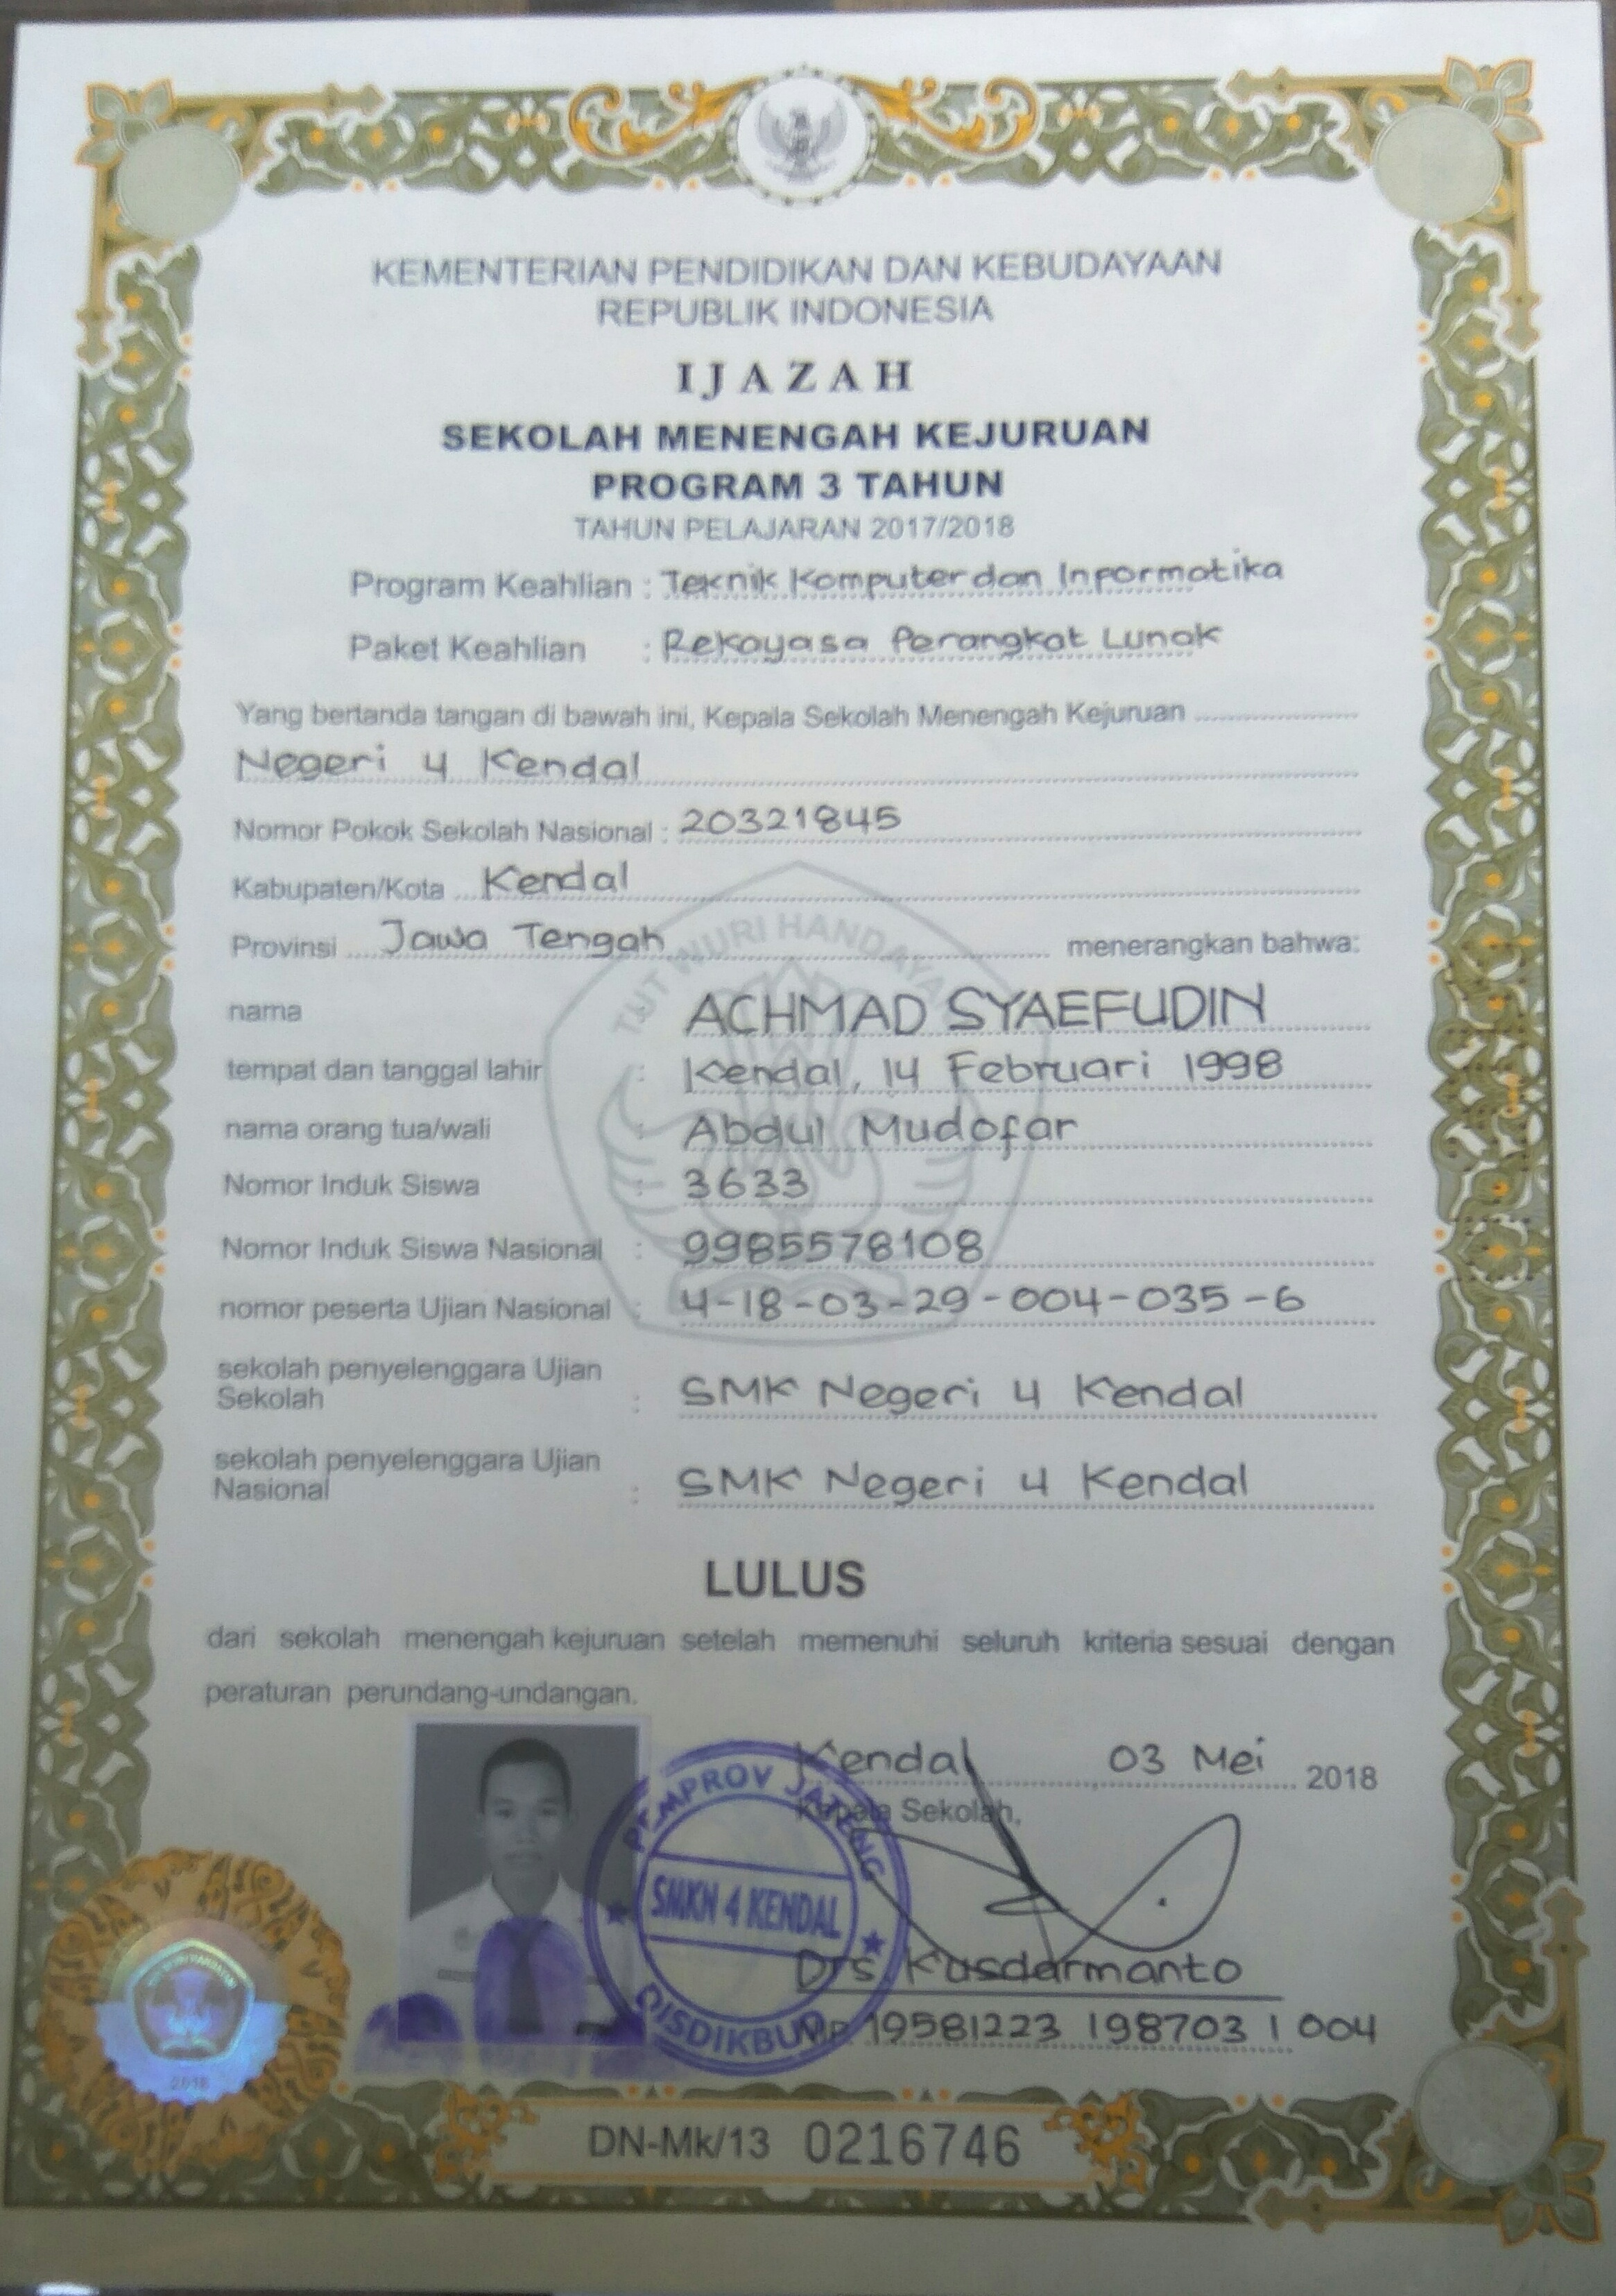 KEMENTERIAN PENDIDIKAN DAN KEBUDAYAAN
REPUBLIK INDONESIA
IJAZAH
SEKOLAH MENENGAH KEJURUAN
PROGRAM 3 TAHUN
TAHUN PELAJARAN 2017/2018
Program Keahlian : Teknik Komputer dan Informatika
Paket Keahlian : Rekayasa Perangkat Lunak
Yang bertanda tangan di bawah ini, Kepala Sekolah Menengah Kejuruan
Negeri 4 Kendal
Nomor Pokok Sekolah Nasional : 20321845
Kabupaten/Kota Kendal
Provinsi Jawa Tengah menerangkan bahwa:
TUT WURI HANDAYANI
nama ACHMAD SYAEFUDIN
tempat dan tanggal lahir : Kendal, 14 Februari 1998
nama orang tua/wali : Abdul Mudofar
Nomor Induk Siswa : 3633
Nomor Induk Siswa Nasional : 9985578108
nomor peserta Ujian Nasional : 4-18-03-29-004-035-6
sekolah penyelenggara Ujian
Sekolah : SMK Negeri 4 Kendal
sekolah penyelenggara Ujian
Nasional : SMK Negeri 4 Kendal
LULUS
dari sekolah menengah kejuruan setelah memenuhi seluruh kriteria sesuai dengan
peraturan perundang-undangan.
Kendal, 03 Mei 2018
Kepala Sekolah,
PEMPROV JATENG
SMKN 4 KENDAL
DISDIKBUD
Drs. Kusdarmanto
NIP 19581223 198703 1 004
2018
DN-Mk/13 0216746